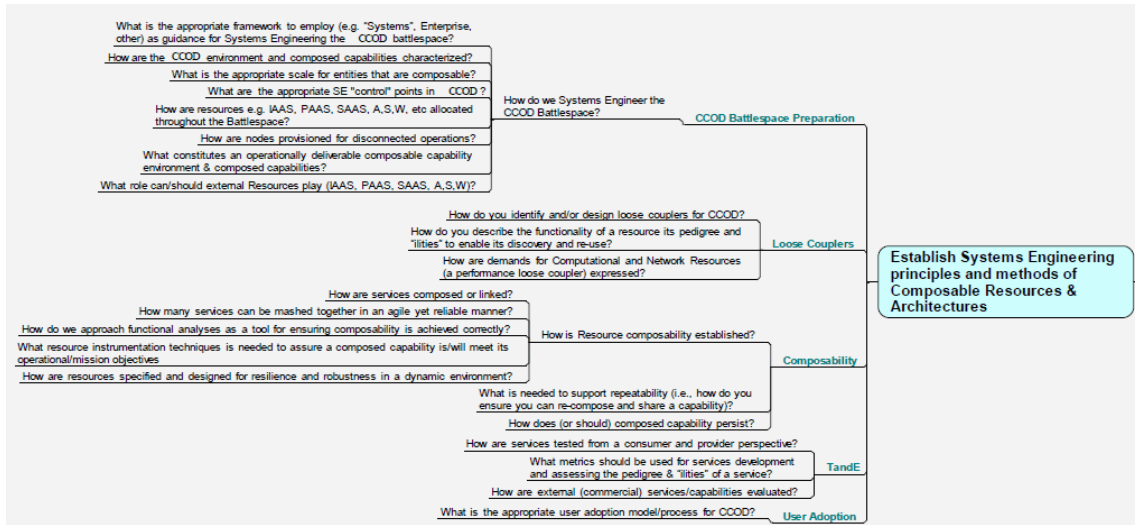 What is the appropriate framework to employ (e.g. "Systems", Enterprise,
other) as guidance for Systems Engineering the CCOD battlespace?
How are the CCOD environment and composed capabilities characterized?
What is the appropriate scale for entities that are composable?
What are the appropriate SE "control" points in CCOD ?
How are resources e.g. IAAS, PAAS, SAAS, A,S,W, etc allocated
throughout the Battlespace?
How are nodes provisioned for disconnected operations?
What constitutes an operationally deliverable composable capability
environment & composed capabilities?
What role can/should external Resources play (IAAS, PAAS, SAAS, A,S,W)?
How do we Systems Engineer the
CCOD Battlespace?
CCOD Battlespace Preparation
How do you identify and/or design loose couplers for CCOD?
How do you describe the functionality of a resource its pedigree and
"ilities" to enable its discovery and re-use?
How are demands for Computational and Network Resources
(a performance loose coupler) expressed?
Loose Couplers
Establish Systems Engineering
principles and methods of
Composable Resources &
Architectures
How are services composed or linked?
How many services can be mashed together in an agile yet reliable manner?
How do we approach functional analyses as a tool for ensuring composability is achieved correctly?
What resource instrumentation techniques is needed to assure a composed capability is/will meet its
operational/mission objectives
How are resources specified and designed for resilience and robustness in a dynamic environment?
How is Resource composability established?
What is needed to support repeatability (i.e., how do you
ensure you can re-compose and share a capability)?
How does (or should) composed capability persist?
Composability
How are services tested from a consumer and provider perspective?
What metrics should be used for services development
and assessing the pedigree & "ilities" of a service?
How are external (commercial) services/capabilities evaluated?
TandE
What is the appropriate user adoption model/process for CCOD?
User Adoption